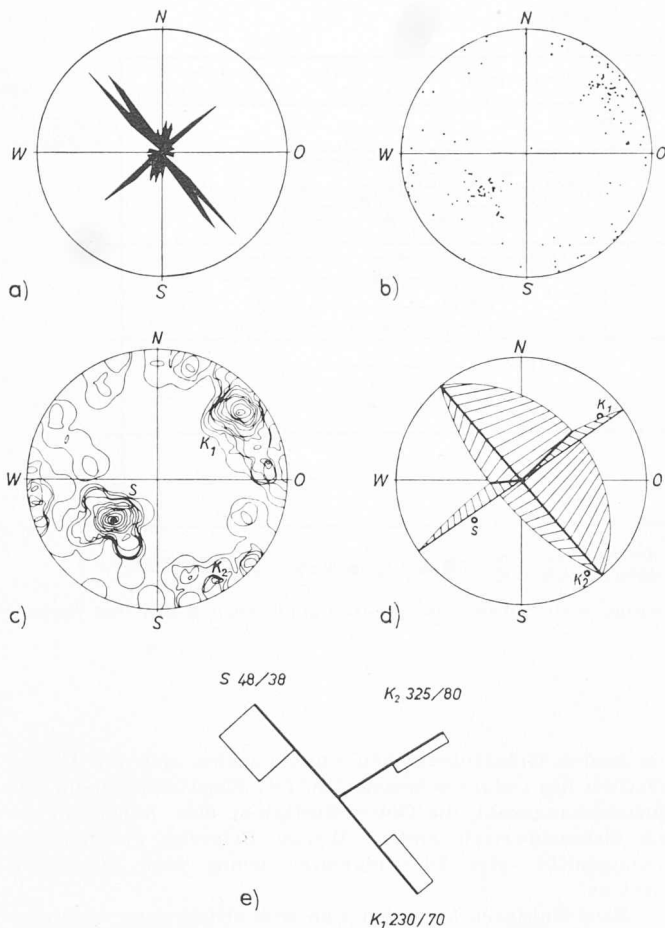 N
W
O
S
a)
N
W
O
S
b)
N
K₁
W
O
S
K₂
S
c)
N
K₁
W
O
S
K₂
S
d)
S 48/38
K₂ 325/80
K₁ 230/70
e)